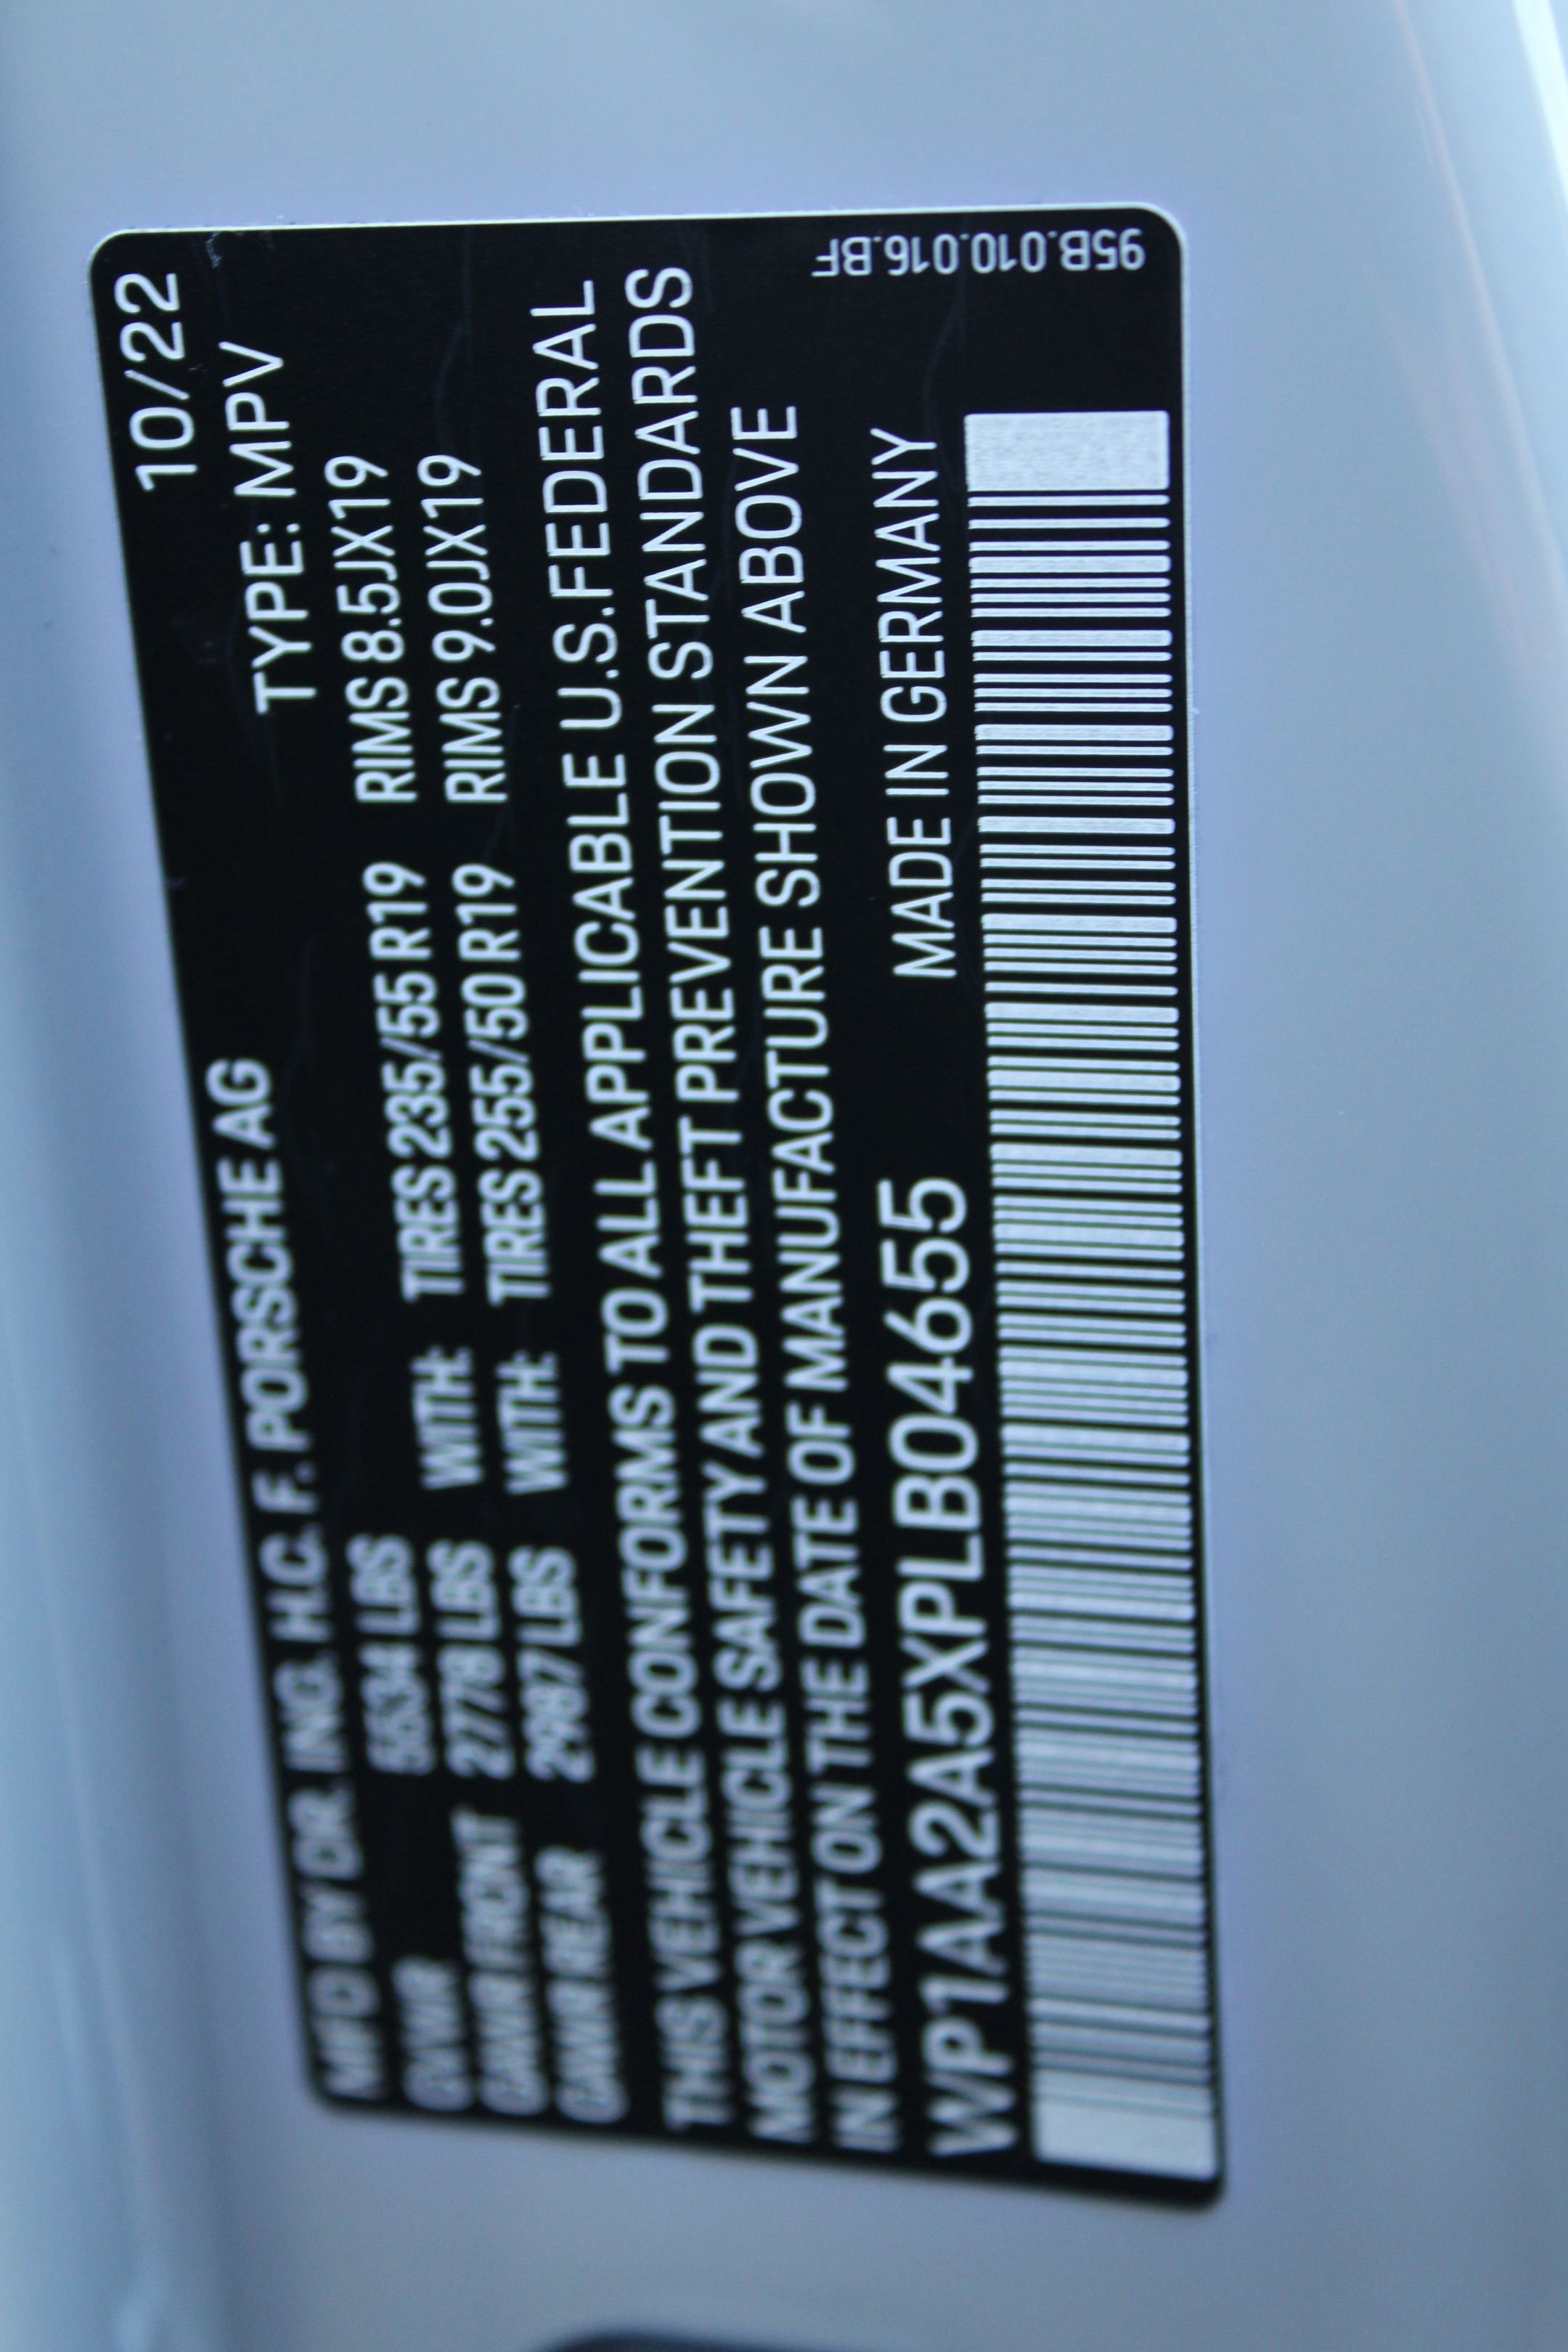 MFD BY DR. ING. H.C. F. PORSCHE AG 10/22
GVWR 5534 LBS TYPE: MPV
GAWR FRONT 2778 LBS WITH: TIRES 235/55 R19 RIMS 8.5JX19
GAWR REAR 2987 LBS WITH: TIRES 255/50 R19 RIMS 9.0JX19
THIS VEHICLE CONFORMS TO ALL APPLICABLE U.S.FEDERAL
MOTOR VEHICLE SAFETY AND THEFT PREVENTION STANDARDS
IN EFFECT ON THE DATE OF MANUFACTURE SHOWN ABOVE
WP1AA2A5XPLB04655 MADE IN GERMANY
95B.010.016.BF